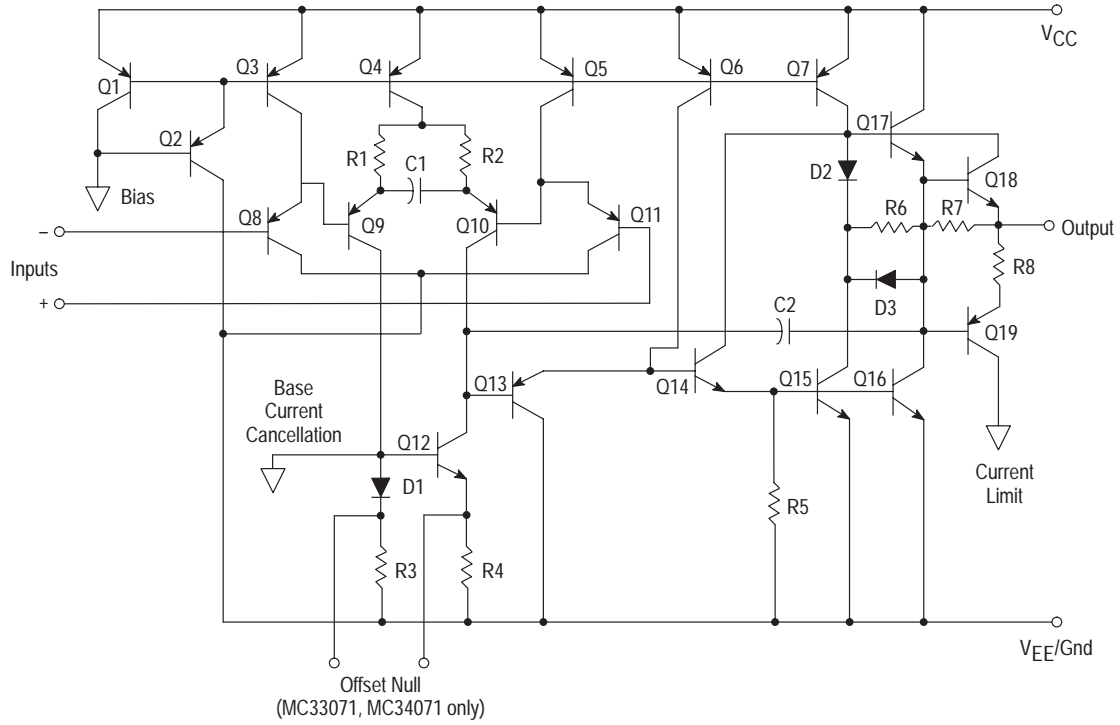 VCC
Q1
Q3
Q4
Q5
Q6
Q7
Q2
Q17
Bias
R1
C1
R2
D2
Q18
Q8
Q9
Q10
Q11
R6
R7
–
Output
Inputs
R8
+
D3
C2
Q19
Base
Current
Cancellation
Q13
Q14
Q15
Q16
Q12
D1
Current
Limit
R5
R3
R4
VEE/Gnd
Offset Null
(MC33071, MC34071 only)